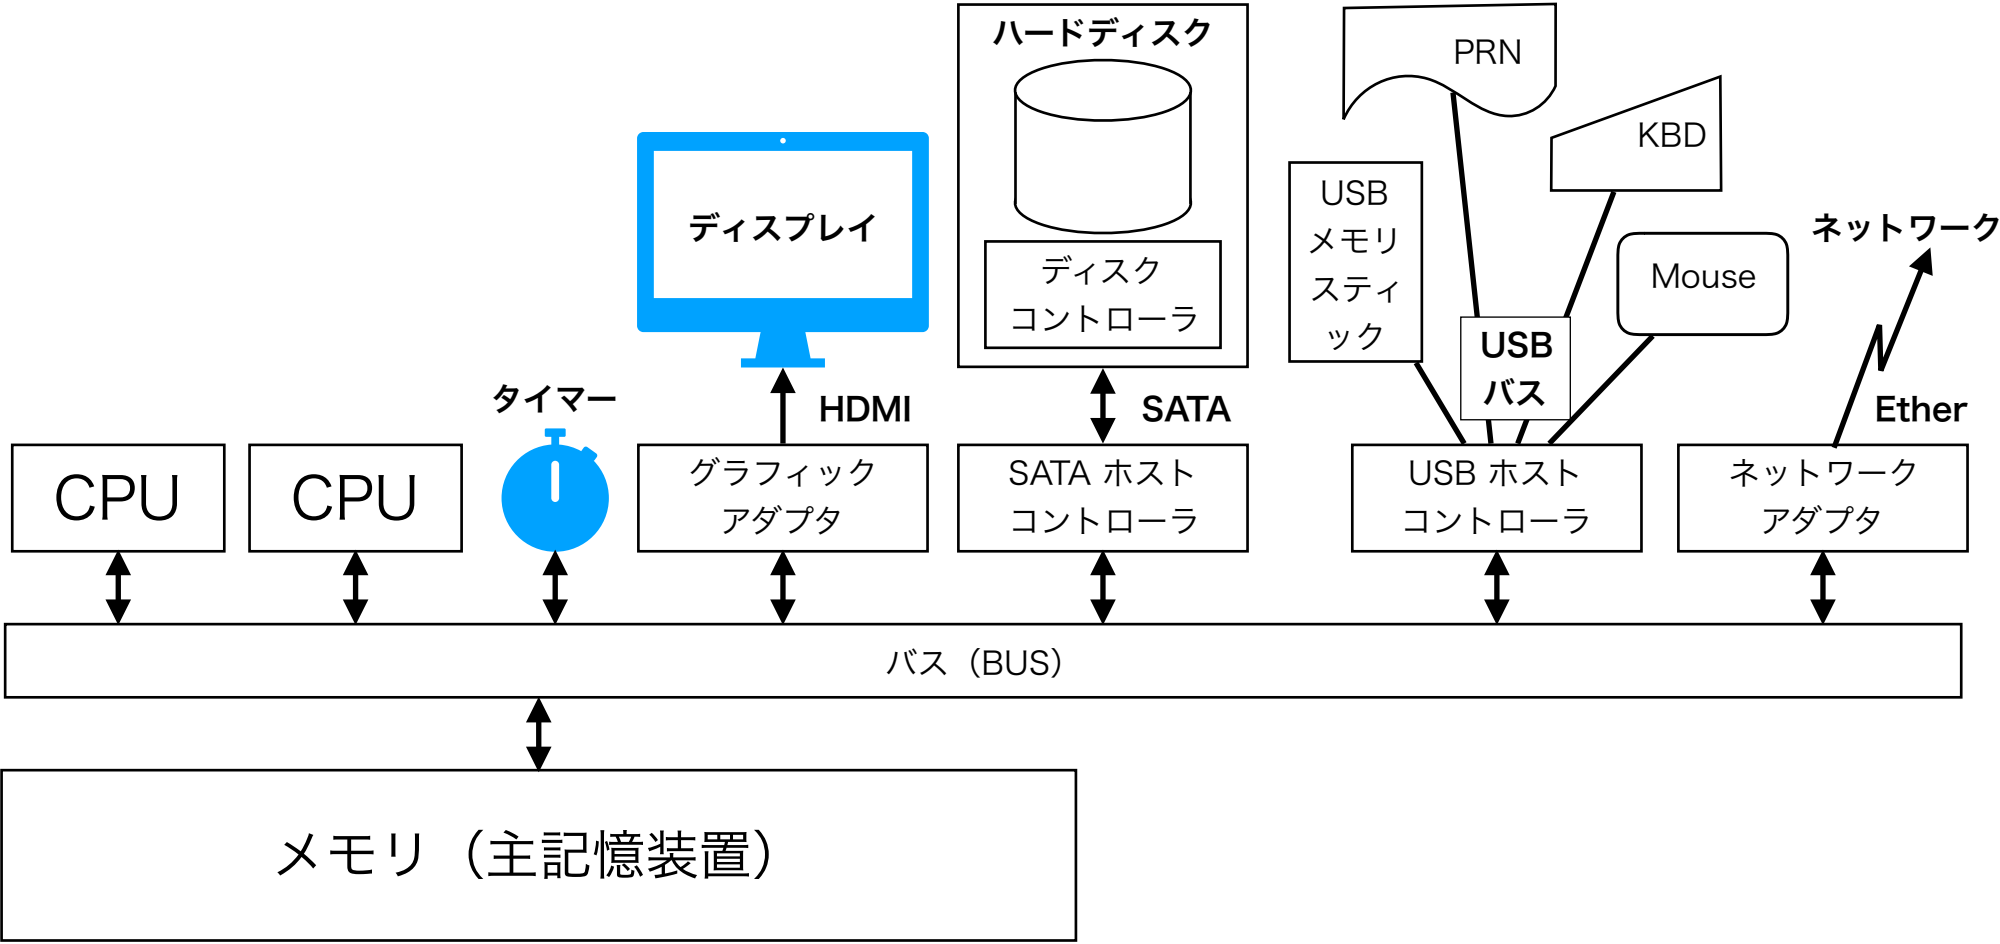 ハードディスク
PRN
KBD
ディスプレイ
USB
メモリ
スティ
ック
ネットワーク
ディスク
コントローラ
Mouse
USB
バス
タイマー
HDMI
SATA
Ether
CPU
CPU
グラフィック
アダプタ
SATA ホスト
コントローラ
USB ホスト
コントローラ
ネットワーク
アダプタ
バス（BUS）
メモリ（主記憶装置）